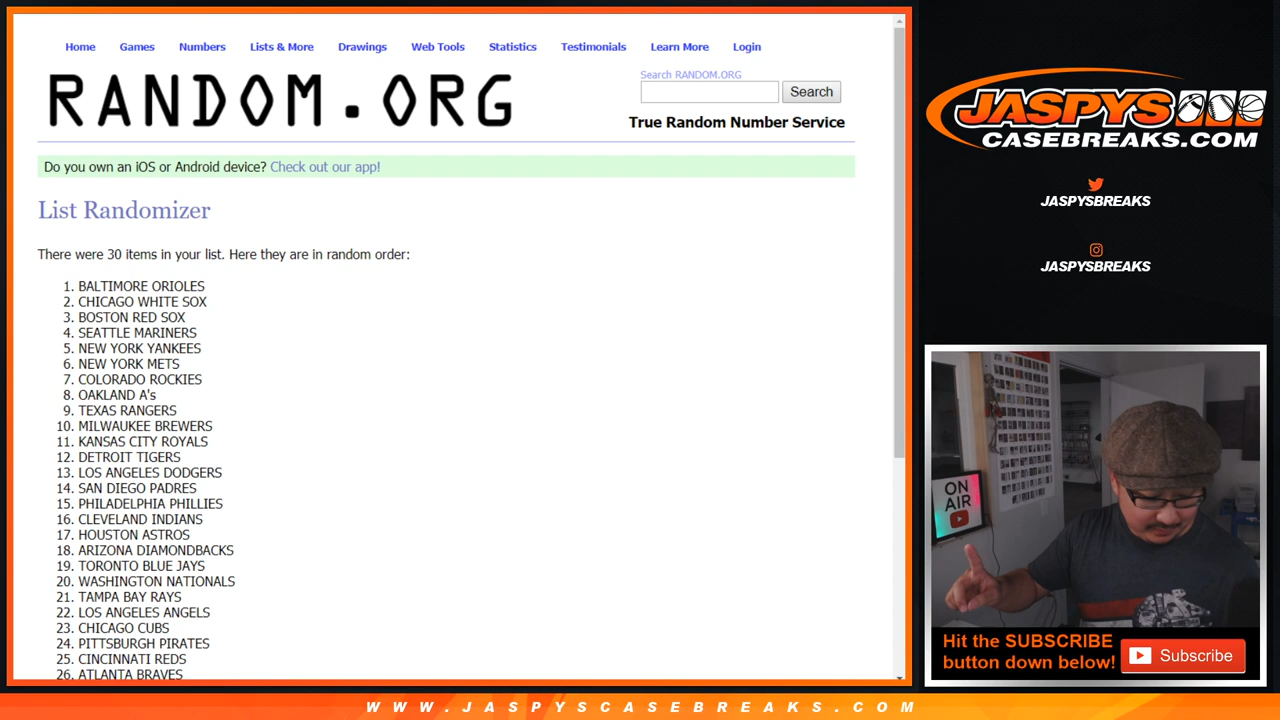 Home Games Numbers Lists & More Drawings Web Tools Statistics Testimonials Learn More Login
RANDOM.ORG
Search RANDOM.ORG
Search
True Random Number Service
Do you own an iOS or Android device? Check out our app!
List Randomizer
There were 30 items in your list. Here they are in random order:
1. BALTIMORE ORIOLES
2. CHICAGO WHITE SOX
3. BOSTON RED SOX
4. SEATTLE MARINERS
5. NEW YORK YANKEES
6. NEW YORK METS
7. COLORADO ROCKIES
8. OAKLAND A's
9. TEXAS RANGERS
10. MILWAUKEE BREWERS
11. KANSAS CITY ROYALS
12. DETROIT TIGERS
13. LOS ANGELES DODGERS
14. SAN DIEGO PADRES
15. PHILADELPHIA PHILLIES
16. CLEVELAND INDIANS
17. HOUSTON ASTROS
18. ARIZONA DIAMONDBACKS
19. TORONTO BLUE JAYS
20. WASHINGTON NATIONALS
21. TAMPA BAY RAYS
22. LOS ANGELES ANGELS
23. CHICAGO CUBS
24. PITTSBURGH PIRATES
25. CINCINNATI REDS
26. ATLANTA BRAVES
JASPYS
CASEBREAKS.COM
JASPYSBREAKS
JASPYSBREAKS
ON
AIR
Hit the SUBSCRIBE
button down below!
Subscribe
WWW.JASPYSCASEBREAKS.COM